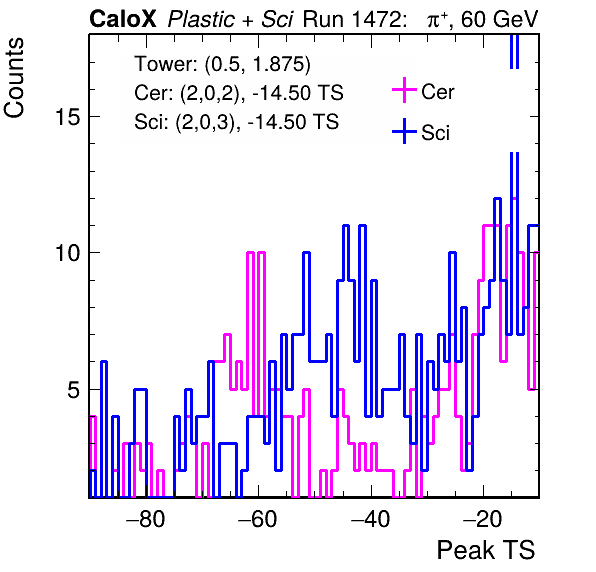 CaloX Plastic + Sci Run 1472: π⁺, 60 GeV
Counts
Tower: (0.5, 1.875)
Cer: (2,0,2), -14.50 TS
Sci: (2,0,3), -14.50 TS
Cer
Sci
15
10
5
−80 −60 −40 −20
Peak TS